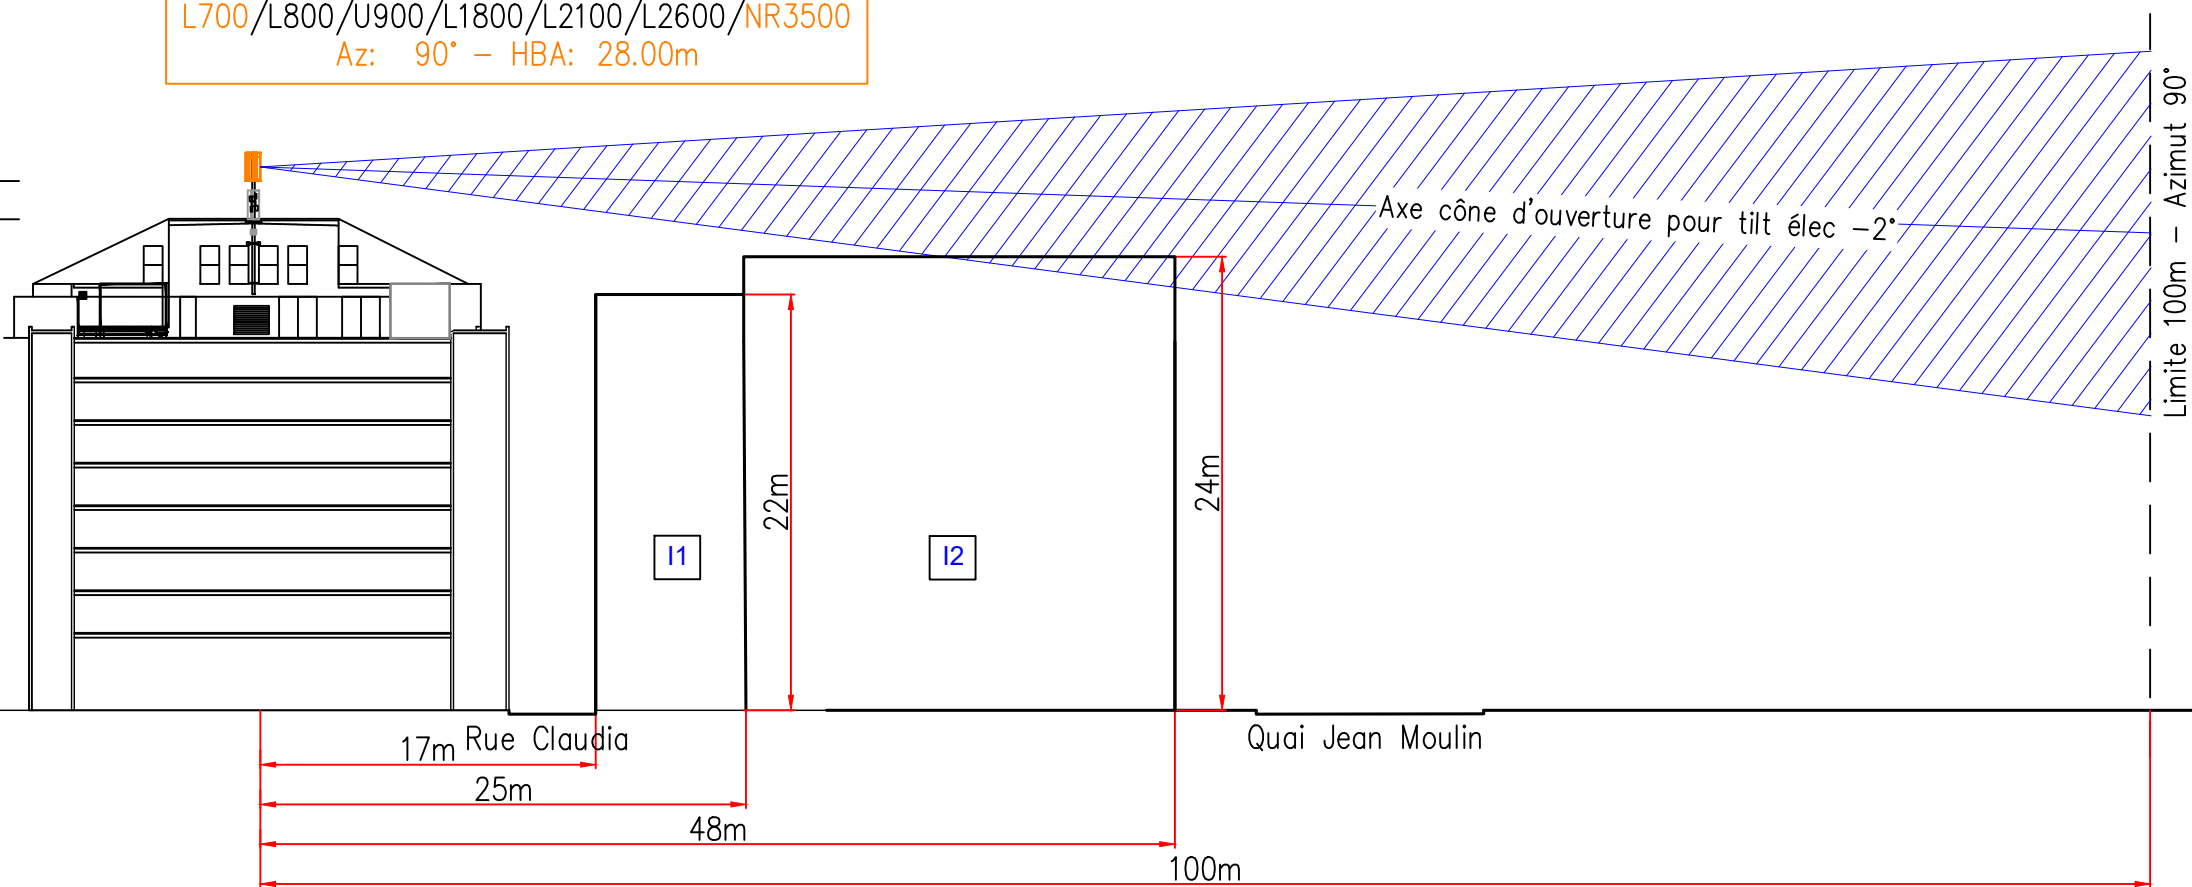 L700/L800/U900/L1800/L2100/L2600/NR3500
Az: 90° - HBA: 28.00m
Axe cône d'ouverture pour tilt élec -2°
Limite 100m - Azimut 90°
22m
24m
I1
I2
Rue Claudia
Quai Jean Moulin
17m
25m
48m
100m